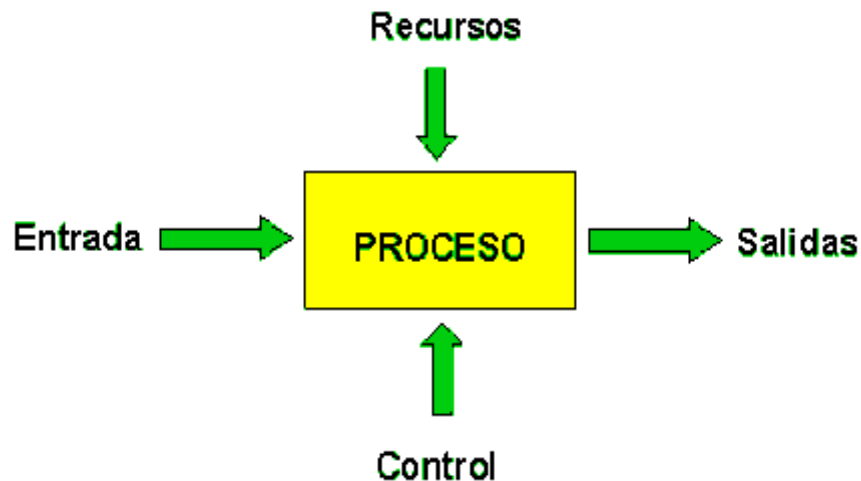 Recursos
Entrada
PROCESO
Salidas
Control